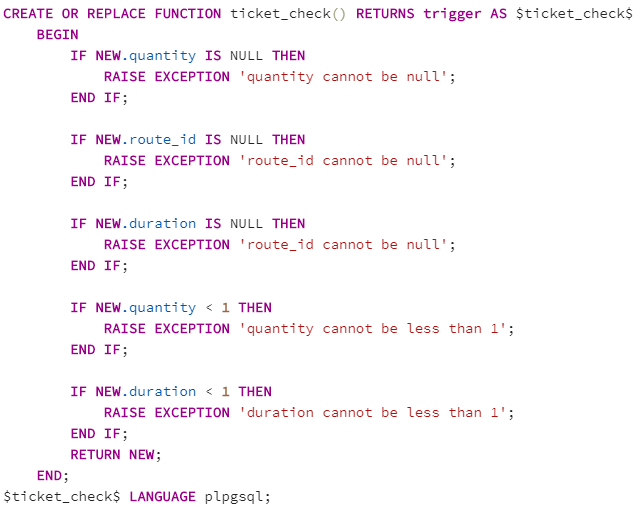 CREATE OR REPLACE FUNCTION ticket_check() RETURNS trigger AS $ticket_check$
    BEGIN
        IF NEW.quantity IS NULL THEN
            RAISE EXCEPTION 'quantity cannot be null';
        END IF;

        IF NEW.route_id IS NULL THEN
            RAISE EXCEPTION 'route_id cannot be null';
        END IF;

        IF NEW.duration IS NULL THEN
            RAISE EXCEPTION 'route_id cannot be null';
        END IF;

        IF NEW.quantity < 1 THEN
            RAISE EXCEPTION 'quantity cannot be less than 1';
        END IF;

        IF NEW.duration < 1 THEN
            RAISE EXCEPTION 'duration cannot be less than 1';
        END IF;
        RETURN NEW;
    END;
$ticket_check$ LANGUAGE plpgsql;